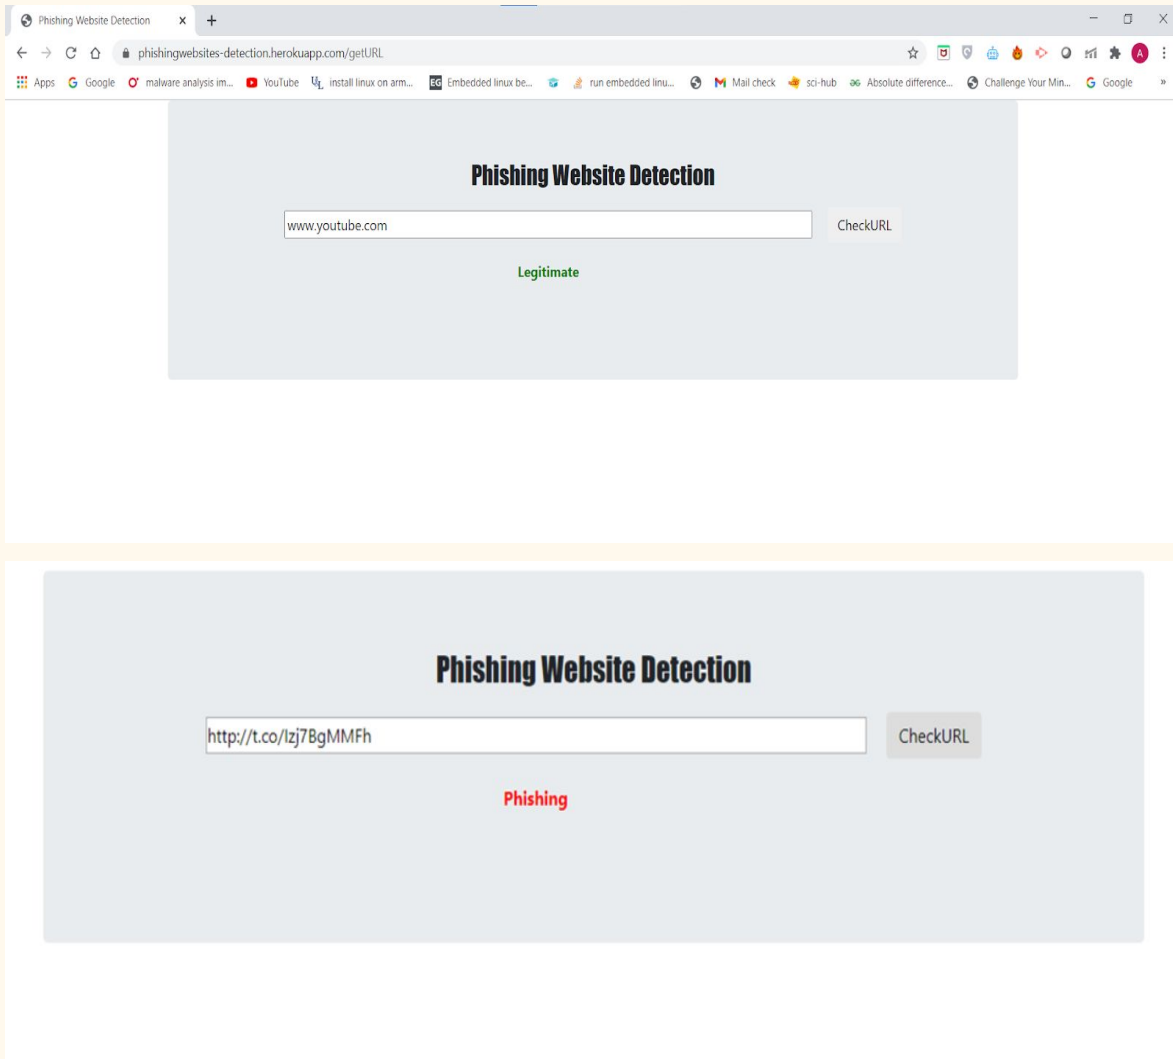 Phishing Website Detection x +
phishingwebsites-detection.herokuapp.com/getURL
A
Apps Google malware analysis im... YouTube install linux on arm... EG Embedded linux be... run embedded linu... Mail check sci-hub Absolute difference... Challenge Your Min... Google »
Phishing Website Detection
www.youtube.com CheckURL
Legitimate
Phishing Website Detection
http://t.co/Izj7BgMMFh CheckURL
Phishing